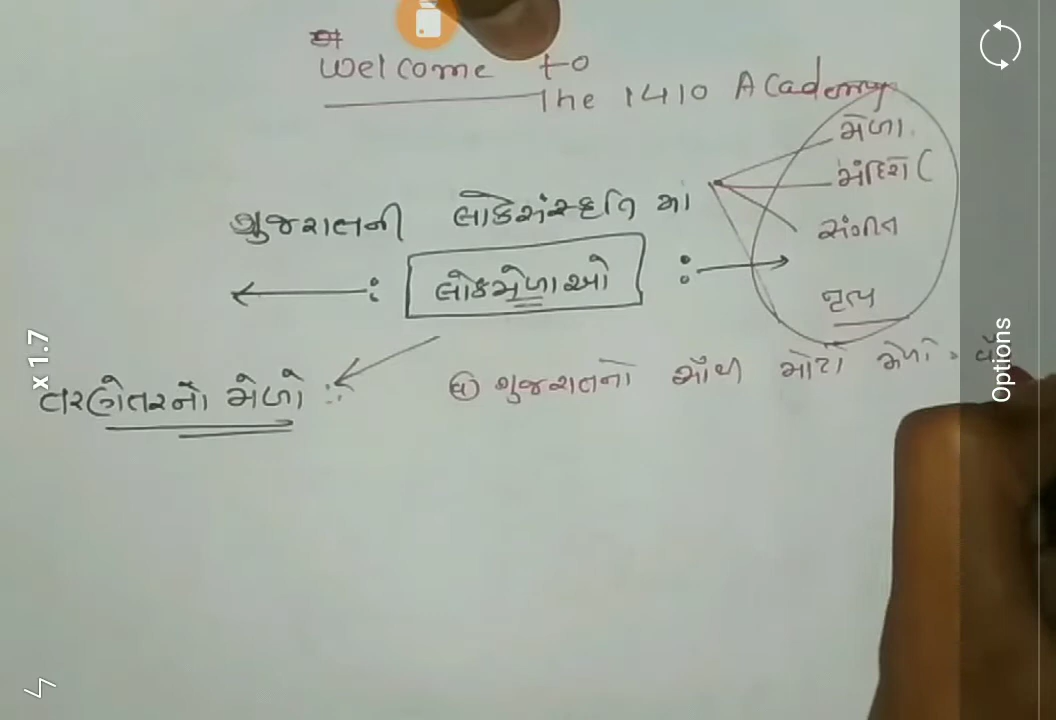 Welcome to
The 1410 Academy
મેળા
મંદિરો (
સંગીત
નૃત્ય
ગુજરાતની લોકસંસ્કૃતિ માં
: લોકમેળાઓ :
તરણેતરનો મેળો :
ગુજરાતનો સૌથી મોટો મેળો
x 1.7
Options